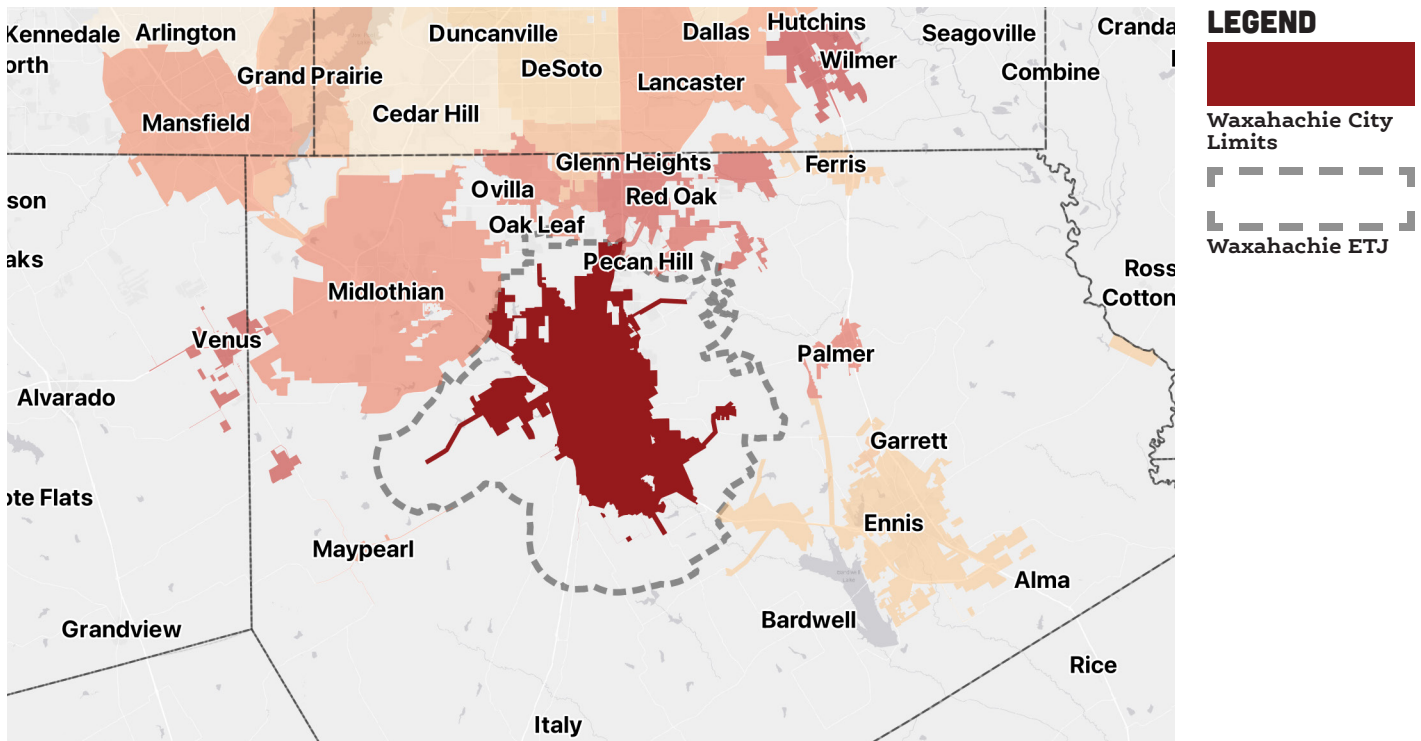 Kennedale
Arlington
Duncanville
Dallas
Hutchins
Seagoville
Cranda
orth
Grand Prairie
DeSoto
Lancaster
Wilmer
Combine
Cedar Hill
Mansfield
Glenn Heights
Ferris
son
Ovilla
Red Oak
Oak Leaf
aks
Pecan Hill
Ross
Cotton
Midlothian
Venus
Palmer
Alvarado
Garrett
ote Flats
Ennis
Maypearl
Alma
Bardwell
Grandview
Rice
Italy
LEGEND
Waxahachie City
Limits
Waxahachie ETJ